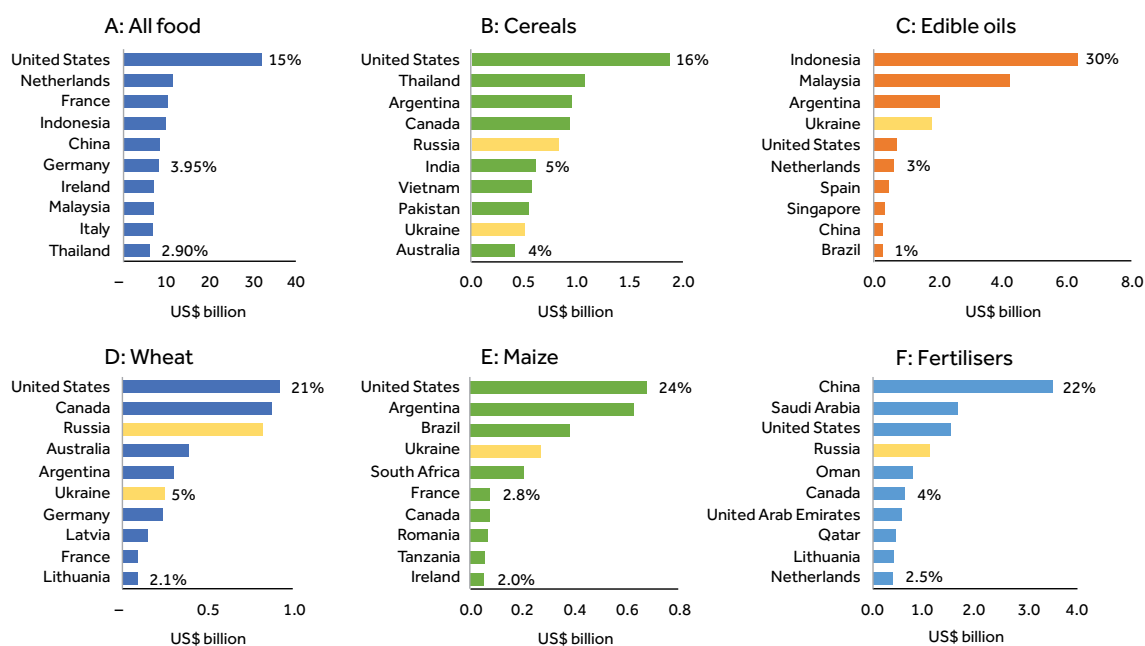 A: All food
United States 15%
Netherlands
France
Indonesia
China
Germany 3.95%
Ireland
Malaysia
Italy
Thailand 2.90%
– 10 20 30 40
US$ billion
B: Cereals
United States 16%
Thailand
Argentina
Canada
Russia
India 5%
Vietnam
Pakistan
Ukraine
Australia 4%
0.0 0.5 1.0 1.5 2.0
US$ billion
C: Edible oils
Indonesia 30%
Malaysia
Argentina
Ukraine
United States
Netherlands 3%
Spain
Singapore
China
Brazil 1%
0.0 2.0 4.0 6.0 8.0
US$ billion
D: Wheat
United States 21%
Canada
Russia
Australia
Argentina
Ukraine 5%
Germany
Latvia
France
Lithuania 2.1%
– 0.5 1.0
US$ billion
E: Maize
United States 24%
Argentina
Brazil
Ukraine
South Africa
France 2.8%
Canada
Romania
Tanzania
Ireland 2.0%
0.0 0.2 0.4 0.6 0.8
US$ billion
F: Fertilisers
China 22%
Saudi Arabia
United States
Russia
Oman
Canada 4%
United Arab Emirates
Qatar
Lithuania
Netherlands 2.5%
0.0 1.0 2.0 3.0 4.0
US$ billion